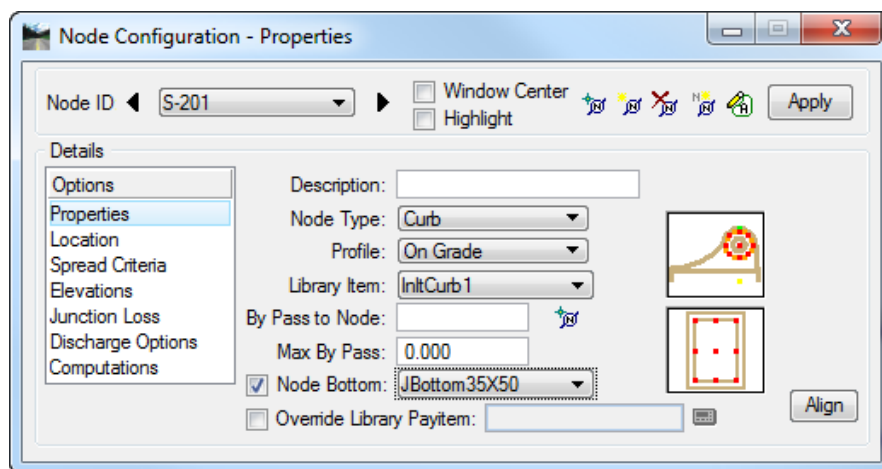 Node Configuration - Properties
Node ID S-201 Window Center Apply
Highlight
Details
Options
Properties
Location
Spread Criteria
Elevations
Junction Loss
Discharge Options
Computations
Description:
Node Type: Curb
Profile: On Grade
Library Item: InltCurb1
By Pass to Node:
Max By Pass: 0.000
Node Bottom: JBottom35X50
Override Library Payitem:
Align